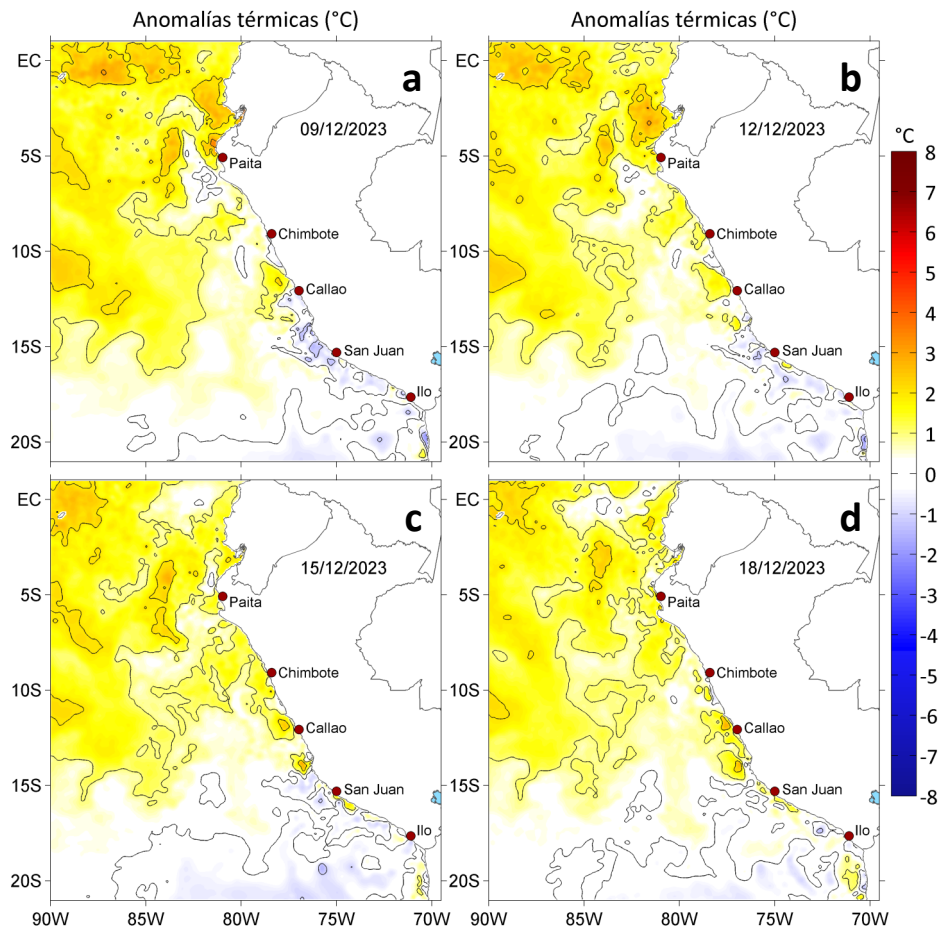 Anomalías térmicas (°C)
Anomalías térmicas (°C)
EC
a
09/12/2023
5S
Paita
10S
Chimbote
Callao
15S
San Juan
Ilo
20S
b
12/12/2023
Paita
Chimbote
Callao
San Juan
Ilo
EC
5S
10S
15S
20S
°C
8
7
6
5
4
3
2
1
0
-1
-2
-3
-4
-5
-6
-7
-8
EC
c
15/12/2023
5S
Paita
10S
Chimbote
Callao
15S
San Juan
Ilo
20S
90W
85W
80W
75W
70W
EC
d
18/12/2023
5S
Paita
10S
Chimbote
Callao
15S
San Juan
Ilo
20S
90W
85W
80W
75W
70W